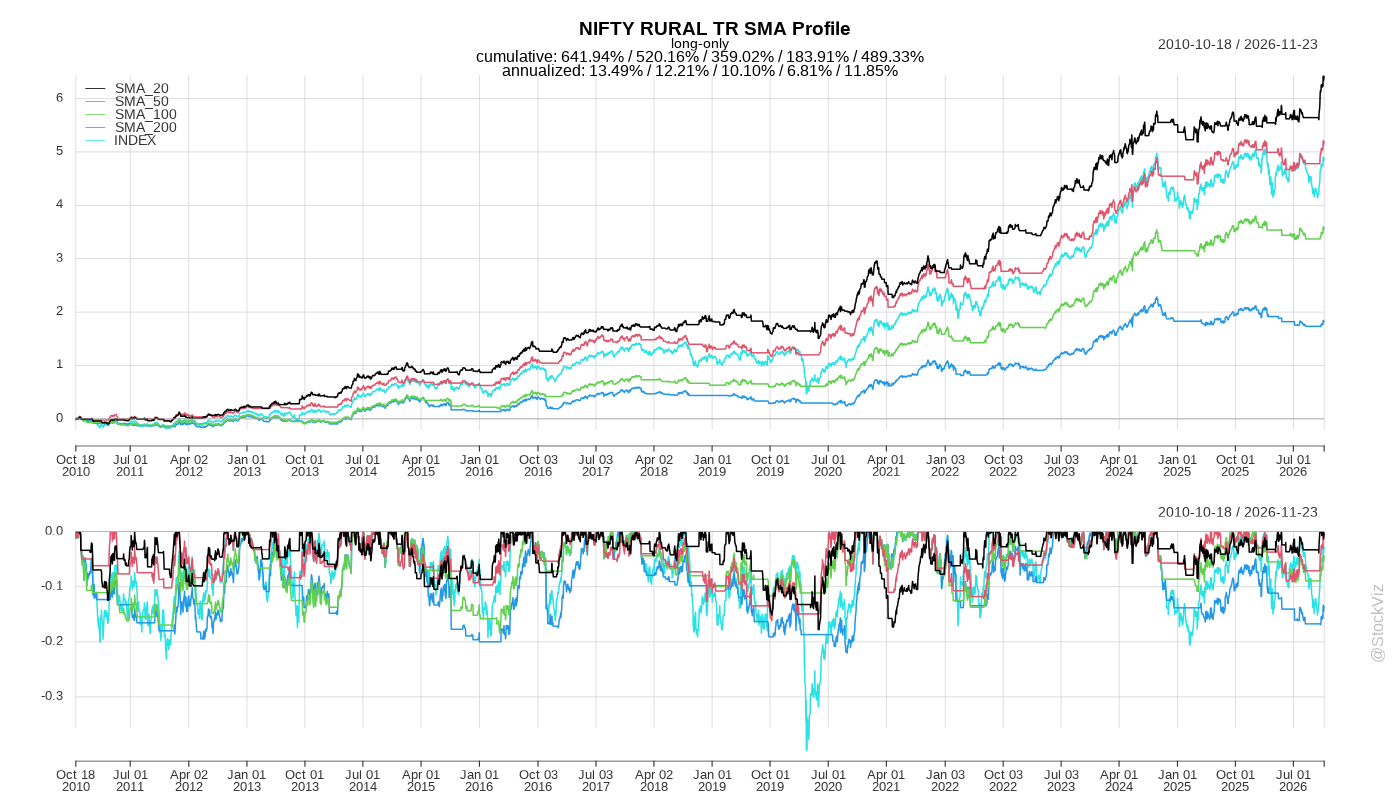 NIFTY RURAL TR SMA Profile
long-only
2010-10-18 / 2026-11-23
cumulative: 641.94% / 520.16% / 359.02% / 183.91% / 489.33%
annualized: 13.49% / 12.21% / 10.10% / 6.81% / 11.85%
SMA_20
SMA_50
SMA_100
SMA_200
INDEX
6
5
4
3
2
1
0
Oct 18 Jul 01 Apr 02 Jan 01 Oct 01 Jul 01 Apr 01 Jan 01 Oct 03 Jul 03 Apr 02 Jan 01 Oct 01 Jul 01 Apr 01 Jan 03 Oct 03 Jul 03 Apr 01 Jan 01 Oct 01 Jul 01
2010 2011 2012 2013 2013 2014 2015 2016 2016 2017 2018 2019 2019 2020 2021 2022 2022 2023 2024 2025 2025 2026
2010-10-18 / 2026-11-23
0.0
-0.1
-0.2
-0.3
Oct 18 Jul 01 Apr 02 Jan 01 Oct 01 Jul 01 Apr 01 Jan 01 Oct 03 Jul 03 Apr 02 Jan 01 Oct 01 Jul 01 Apr 01 Jan 03 Oct 03 Jul 03 Apr 01 Jan 01 Oct 01 Jul 01
2010 2011 2012 2013 2013 2014 2015 2016 2016 2017 2018 2019 2019 2020 2021 2022 2022 2023 2024 2025 2025 2026
@StockViz